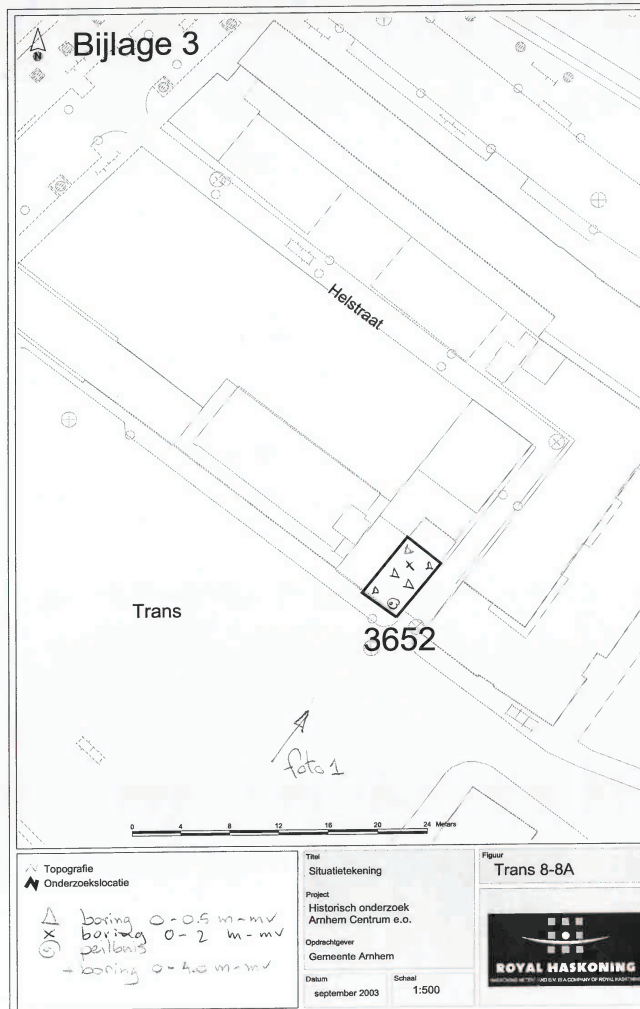 Bijlage 3
N
Helstraat
Trans
3652
foto 1
0 4 8 12 16 20 24 Meters
Topografie
Onderzoekslocatie
boring 0-0.5 m-mv
boring 0-2 m-mv
peilbuis
boring 0-4.0 m-mv
Titel
Situatietekening
Project
Historisch onderzoek
Arnhem Centrum e.o.
Opdrachtgever
Gemeente Arnhem
Datum
september 2003
Schaal
1:500
Figuur
Trans 8-8A
ROYAL HASKONING